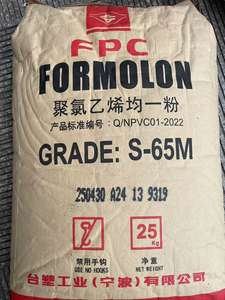 FPC
FORMOLON
聚氯乙烯均一粉
产品标准编号：Q/NPVC01-2022
GRADE: S-65M
250430 A24 13 9319
25Kg
禁用手钩
USE NO HOOKS
净重
NET WEIGHT
台塑工业(宁波)有限公司